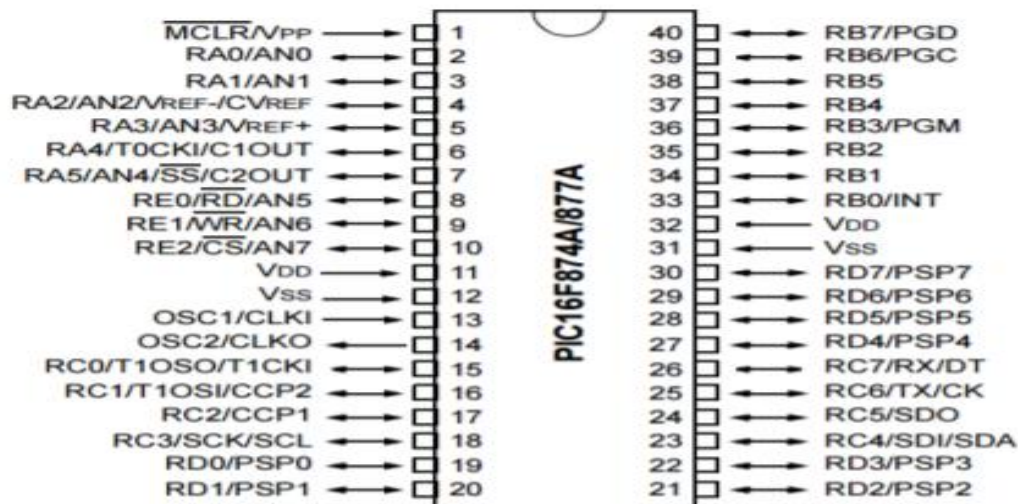 MCLR/VPP 1 40 RB7/PGD
RA0/AN0 2 39 RB6/PGC
RA1/AN1 3 38 RB5
RA2/AN2/VREF-/CVREF 4 37 RB4
RA3/AN3/VREF+ 5 36 RB3/PGM
RA4/T0CKI/C1OUT 6 35 RB2
RA5/AN4/SS/C2OUT 7 34 RB1
RE0/RD/AN5 8 33 RB0/INT
RE1/WR/AN6 9 32 VDD
RE2/CS/AN7 10 31 VSS
VDD 11 30 RD7/PSP7
VSS 12 29 RD6/PSP6
OSC1/CLKI 13 28 RD5/PSP5
OSC2/CLKO 14 27 RD4/PSP4
RC0/T1OSO/T1CKI 15 26 RC7/RX/DT
RC1/T1OSI/CCP2 16 25 RC6/TX/CK
RC2/CCP1 17 24 RC5/SDO
RC3/SCK/SCL 18 23 RC4/SDI/SDA
RD0/PSP0 19 22 RD3/PSP3
RD1/PSP1 20 21 RD2/PSP2
PIC16F874A/877A